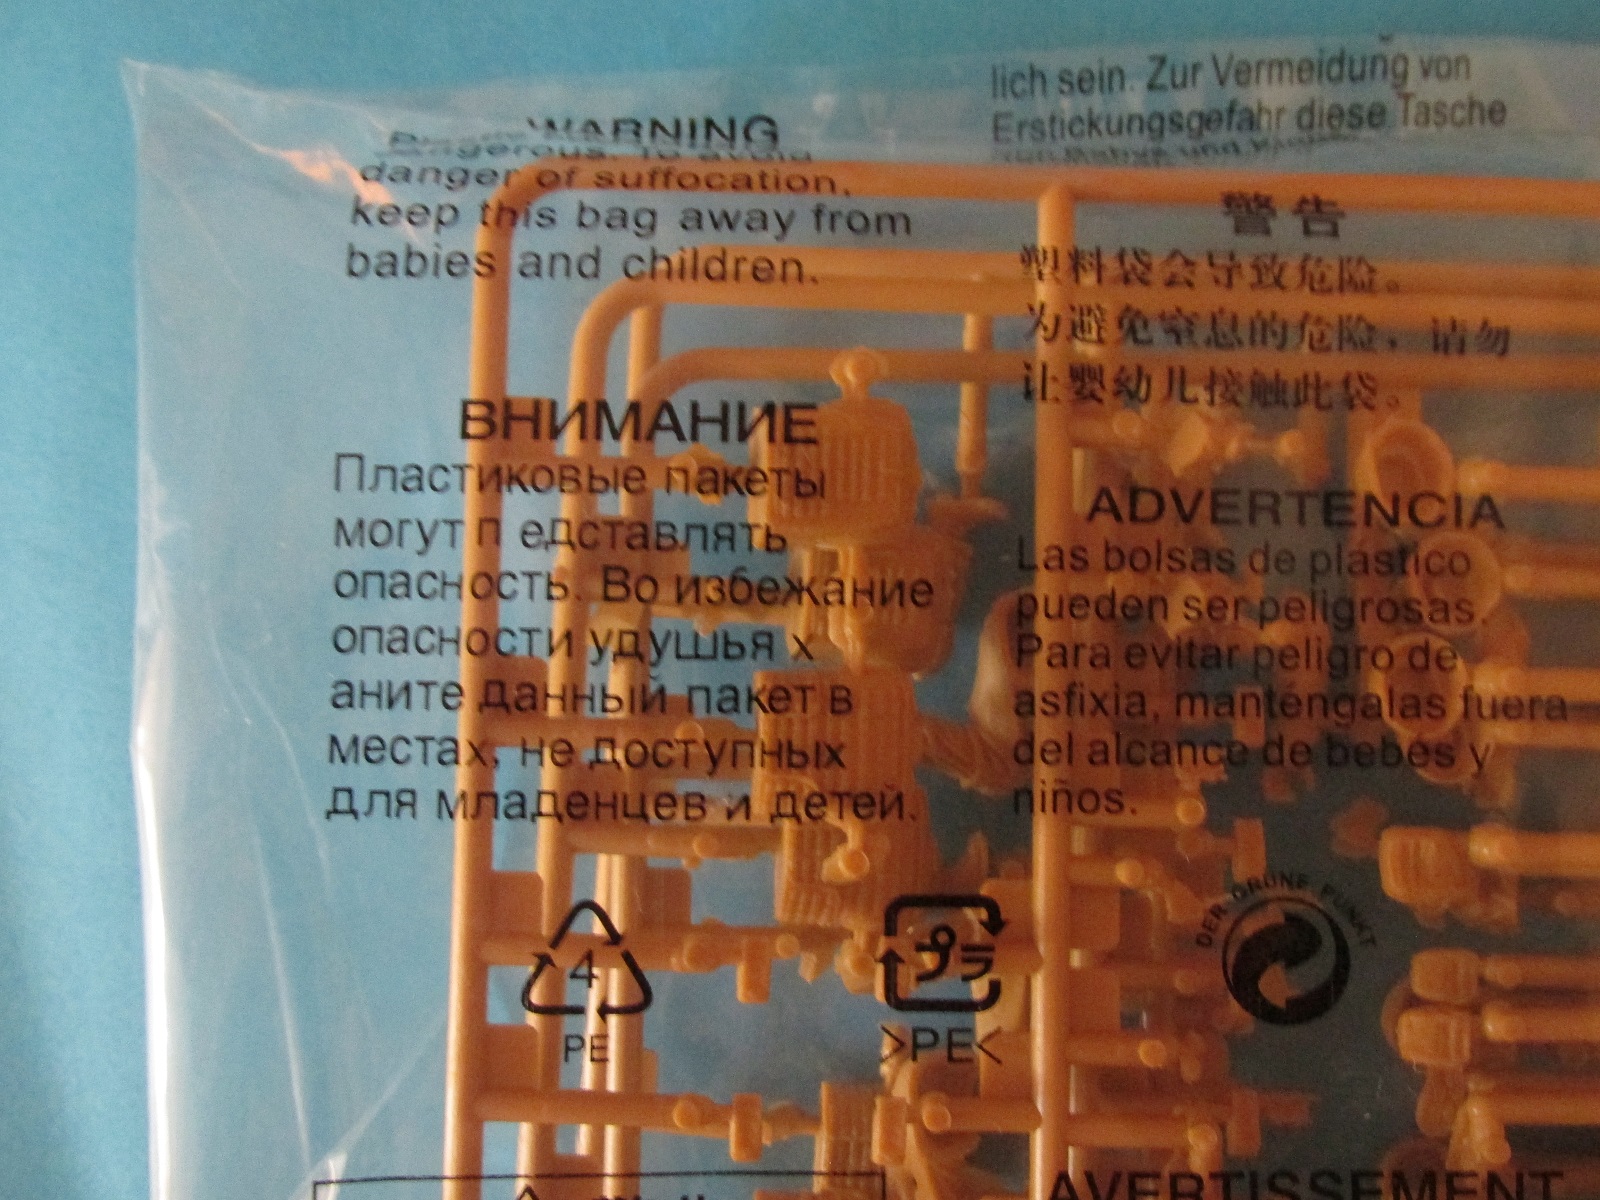 WARNING
danger of suffocation,
keep this bag away from
babies and children.
lich sein. Zur Vermeidung von
Erstickungsgefahr diese Tasche
警告
塑料袋会导致危险。
为避免窒息的危险，请勿
让婴幼儿接触此袋。
ВНИМАНИЕ
Пластиковые пакеты
могут п едставлять
опасность. Во избежание
опасности удушья х
аните данный пакет в
местах, не доступных
для младенцев и детей.
ADVERTENCIA
Las bolsas de plastico
pueden ser peligrosas.
Para evitar peligro de
asfixia, manténgalas fuera
del alcance de bebés y
niños.
4
PE
プラ
>PE<
DER GRÜNE PUNKT
AVERTISSEMENT